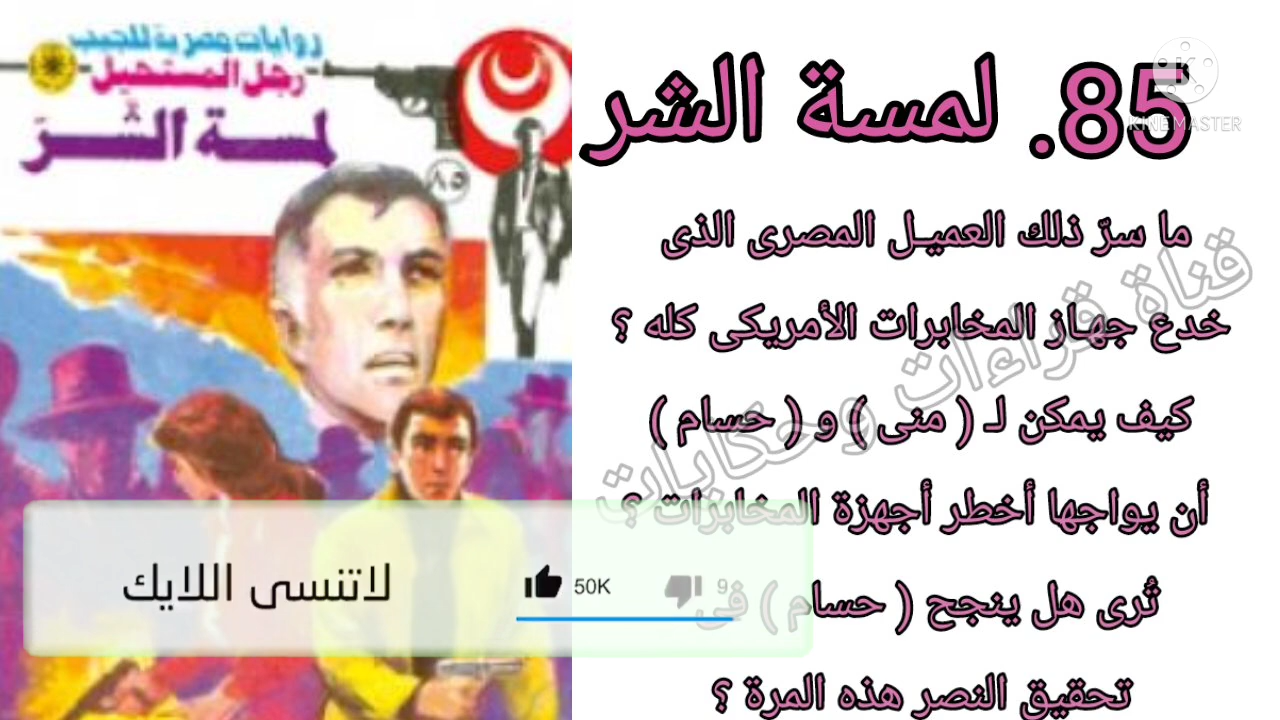 روايات مصرية للجيب
رجل المستحيل
لمسة الشر
٨٥
85. لمسة الشر
KINEMASTER
ما سرّ ذلك العميـل المصرى الذى
خدع جهـاز المخابرات الأمريكى كله ؟
كيف يمكن لـ ( منى ) و ( حسام )
أن يواجها أخطر أجهزة المخابرات ؟
تُرى هل ينجح ( حسام ) فى
تحقيق النصر هذه المرة ؟
قناة قراءات وحكايات
لاتنسى اللايك
50K
9